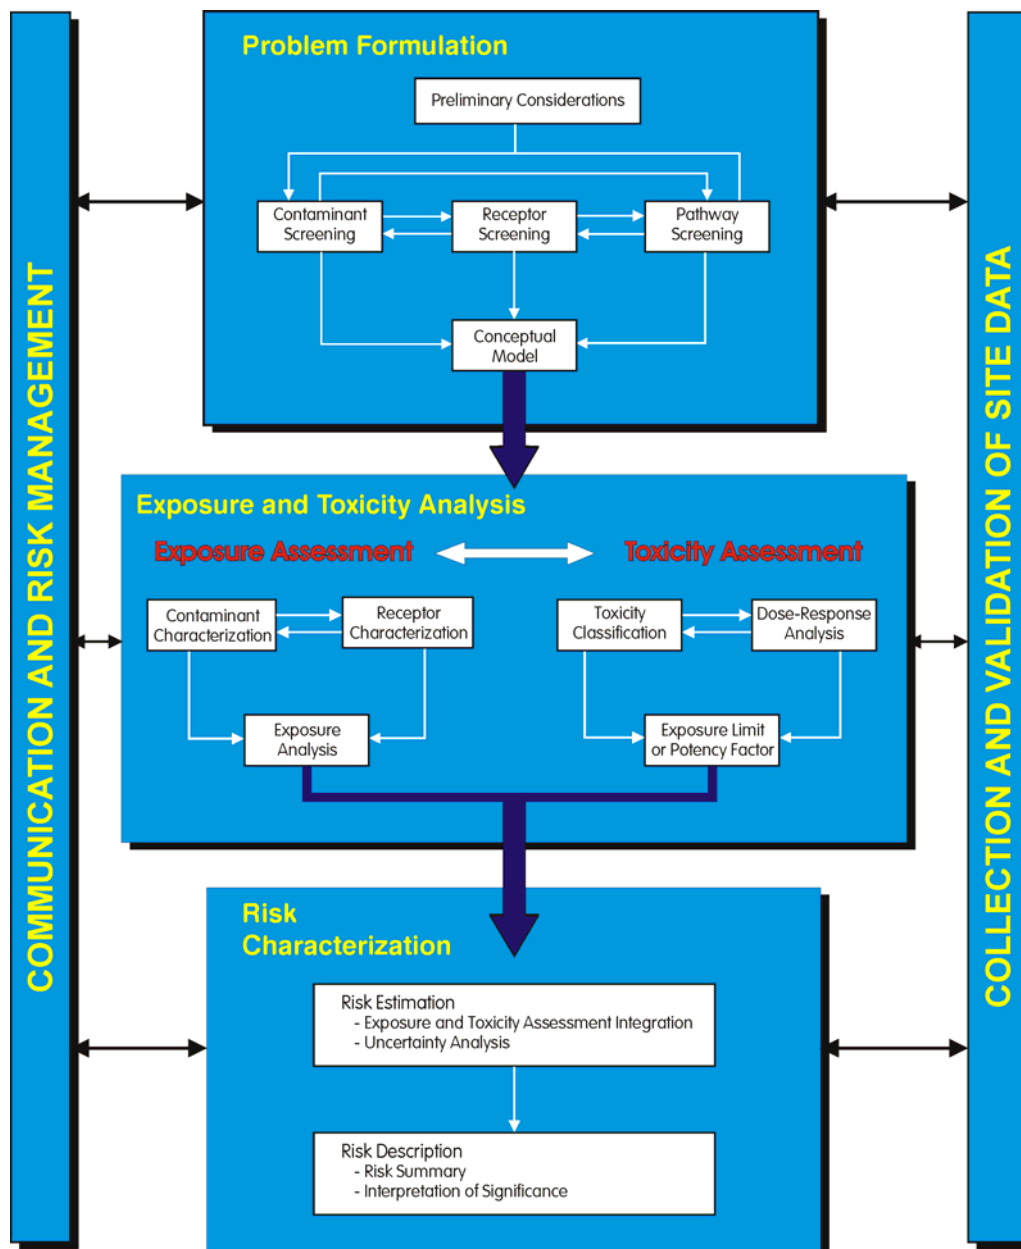 COMMUNICATION AND RISK MANAGEMENT
Problem Formulation
Preliminary Considerations
Contaminant
Screening
Receptor
Screening
Pathway
Screening
Conceptual
Model
Exposure and Toxicity Analysis
Exposure Assessment
Toxicity Assessment
Contaminant
Characterization
Receptor
Characterization
Toxicity
Classification
Dose-Response
Analysis
Exposure
Analysis
Exposure Limit
or Potency Factor
Risk
Characterization
Risk Estimation
- Exposure and Toxicity Assessment Integration
- Uncertainty Analysis
Risk Description
- Risk Summary
- Interpretation of Significance
COLLECTION AND VALIDATION OF SITE DATA